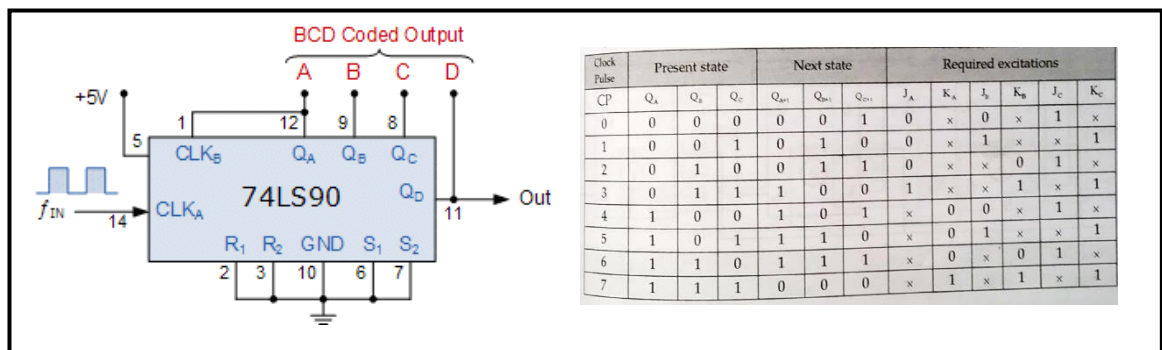 BCD Coded Output
A B C D
+5V
1 12 9 8
5
CLKB QA QB QC
74LS90
QD
Out
11
fIN
14
CLKA
R1 R2 GND S1 S2
2 3 10 6 7
Clock Pulse Present state Next state Required excitations
CP QA QB QC QA+1 QB+1 QC+1 JA KA JB KB JC KC
0 0 0 0 0 0 1 0 × 0 × 1 ×
1 0 0 1 0 1 0 0 × 1 × × 1
2 0 1 0 0 1 1 0 × × 0 1 ×
3 0 1 1 1 0 0 1 × × 1 × 1
4 1 0 0 1 0 1 × 0 0 × 1 ×
5 1 0 1 1 1 0 × 0 1 × × 1
6 1 1 0 1 1 1 × 0 × 0 1 ×
7 1 1 1 0 0 0 × 1 × 1 × 1